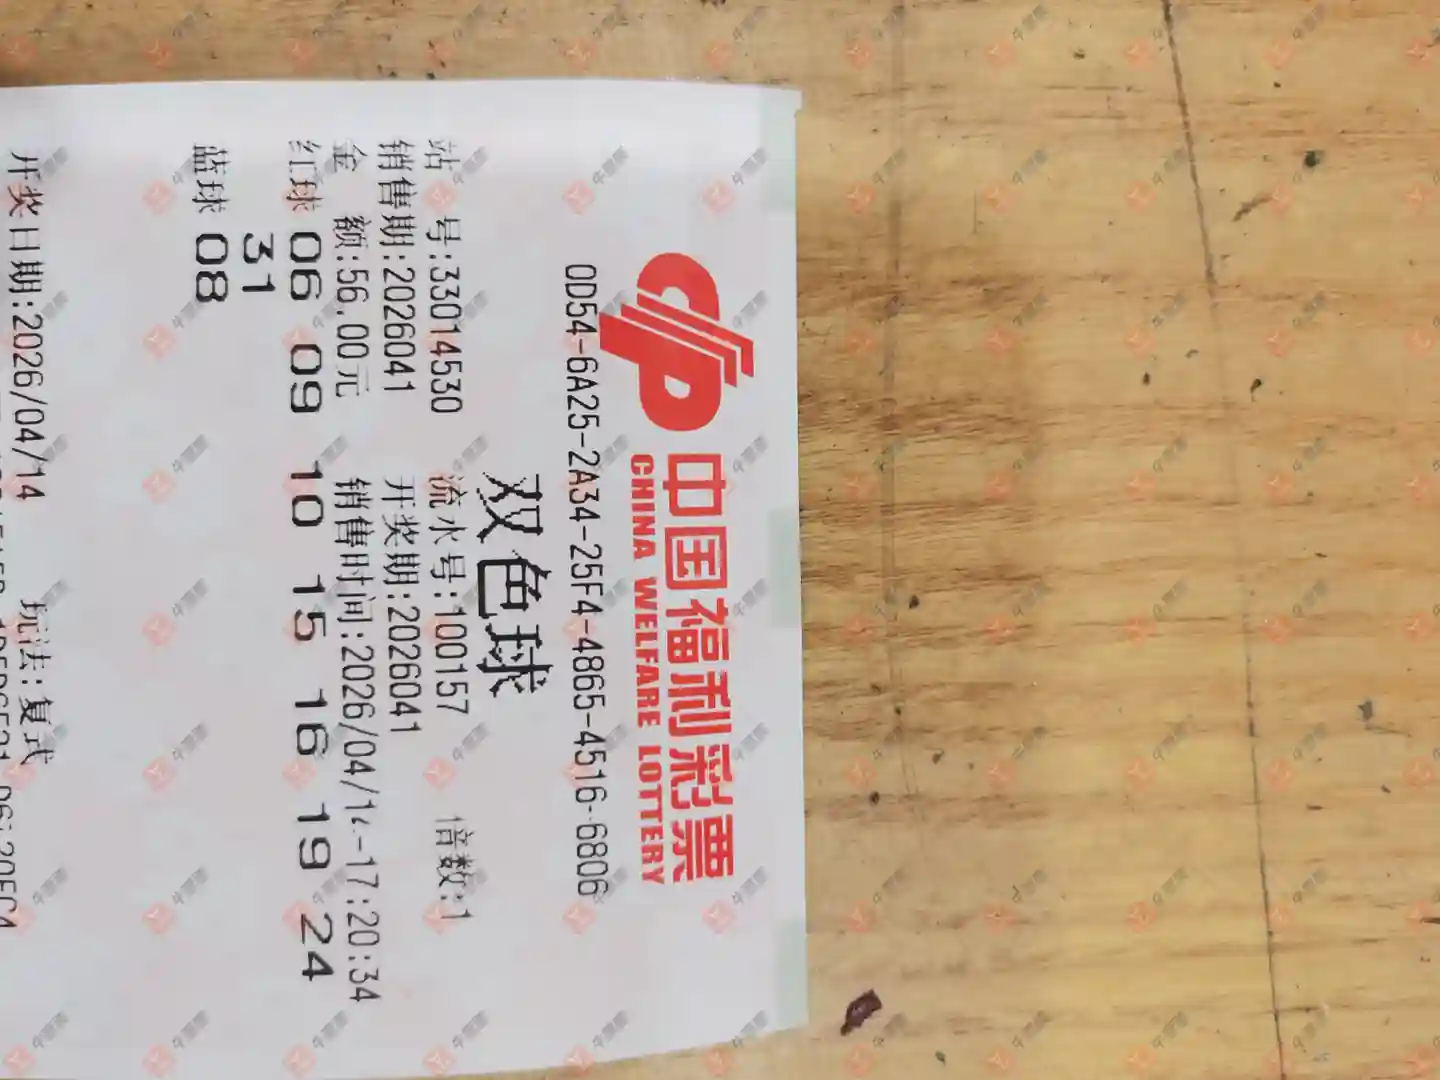 中国福利彩票
CHINA WELFARE LOTTERY
0D54-6A25-2A34-25F4-4865-4516-6806
双色球
站 号:33014530 流水号:100157 倍数:1
销售期:2026041 开奖期:2026041
金 额:56.00元 销售时间:2026/04/14-17:20:34
红球 06 09 10 15 16 19 24
31
蓝球 08
开奖日期:2026/04/14 玩法:复式